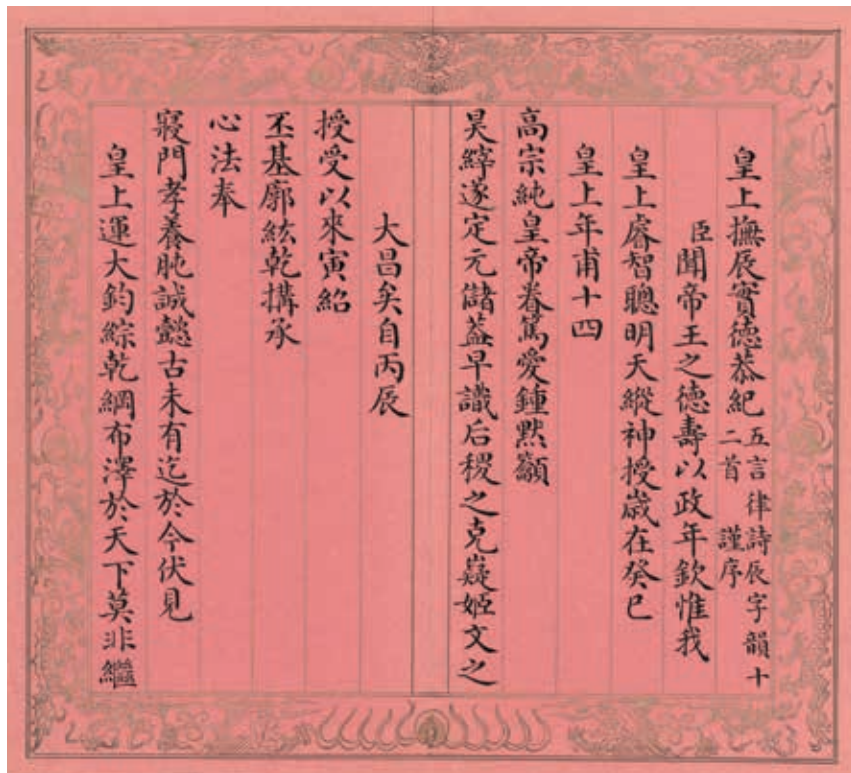 皇上撫辰實德恭紀五言律詩辰字韻十二首謹序
臣聞帝王之德壽以政年欽惟我
皇上睿智聰明天縱神授歲在癸巳
皇上年甫十四
高宗純皇帝眷篤愛鍾默籲
昊縡遂定元儲葢早識后稷之克嶷姬文之
大昌矣自丙辰
授受以來寅紹
丕基廓紘乾搆承
心法奉
寢門孝養肫誠懿古未有迄於今伏見
皇上運大鈞綜乾綱布澤於天下莫非繼